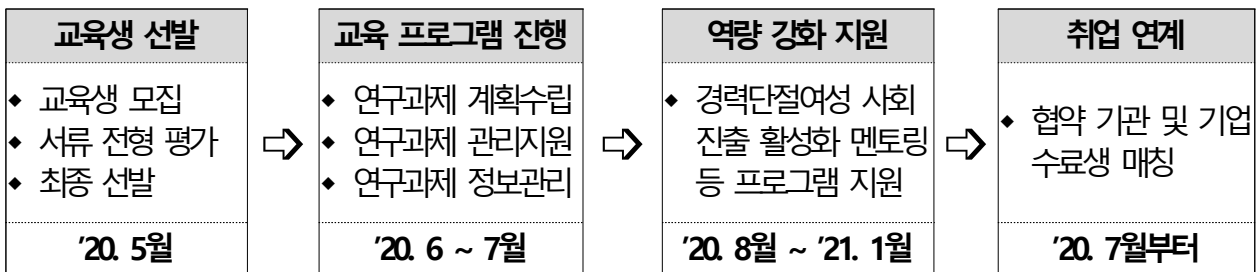 교육생 선발
◆ 교육생 모집
◆ 서류 전형 평가
◆ 최종 선발
'20. 5월
⇨
교육 프로그램 진행
◆ 연구과제 계획수립
◆ 연구과제 관리지원
◆ 연구과제 정보관리
'20. 6 ~ 7월
⇨
역량 강화 지원
◆ 경력단절여성 사회
진출 활성화 멘토링
등 프로그램 지원
'20. 8월 ~ '21. 1월
⇨
취업 연계
◆ 협약 기관 및 기업
수료생 매칭
'20. 7월부터